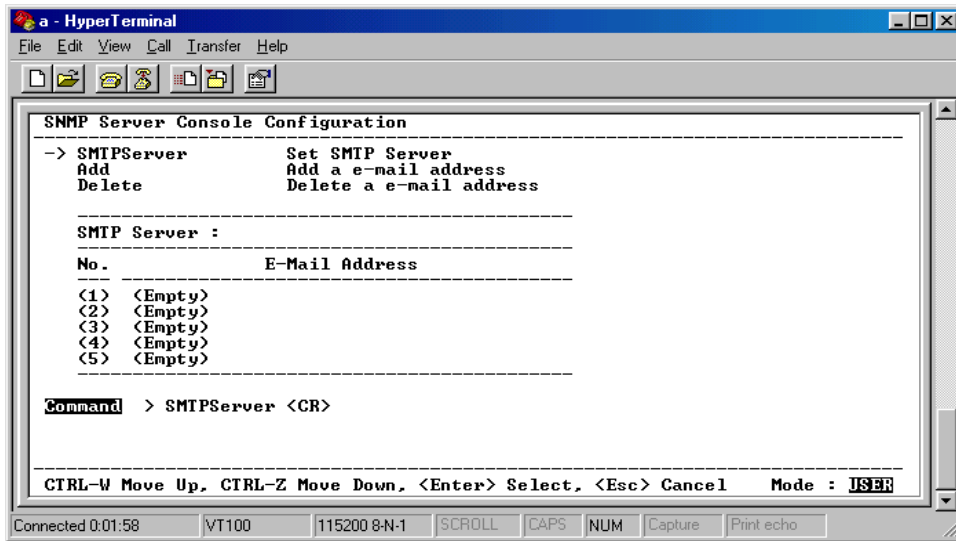 a - HyperTerminal
File Edit View Call Transfer Help
SNMP Server Console Configuration
-> SMTPServer Set SMTP Server
Add Add a e-mail address
Delete Delete a e-mail address
SMTP Server :
No. E-Mail Address
(1) (Empty)
(2) (Empty)
(3) (Empty)
(4) (Empty)
(5) (Empty)
Command > SMTPServer <CR>
CTRL-W Move Up, CTRL-Z Move Down, <Enter> Select, <Esc> Cancel Mode : USER
Connected 0:01:58 VT100 115200 8-N-1 SCROLL CAPS NUM Capture Print echo